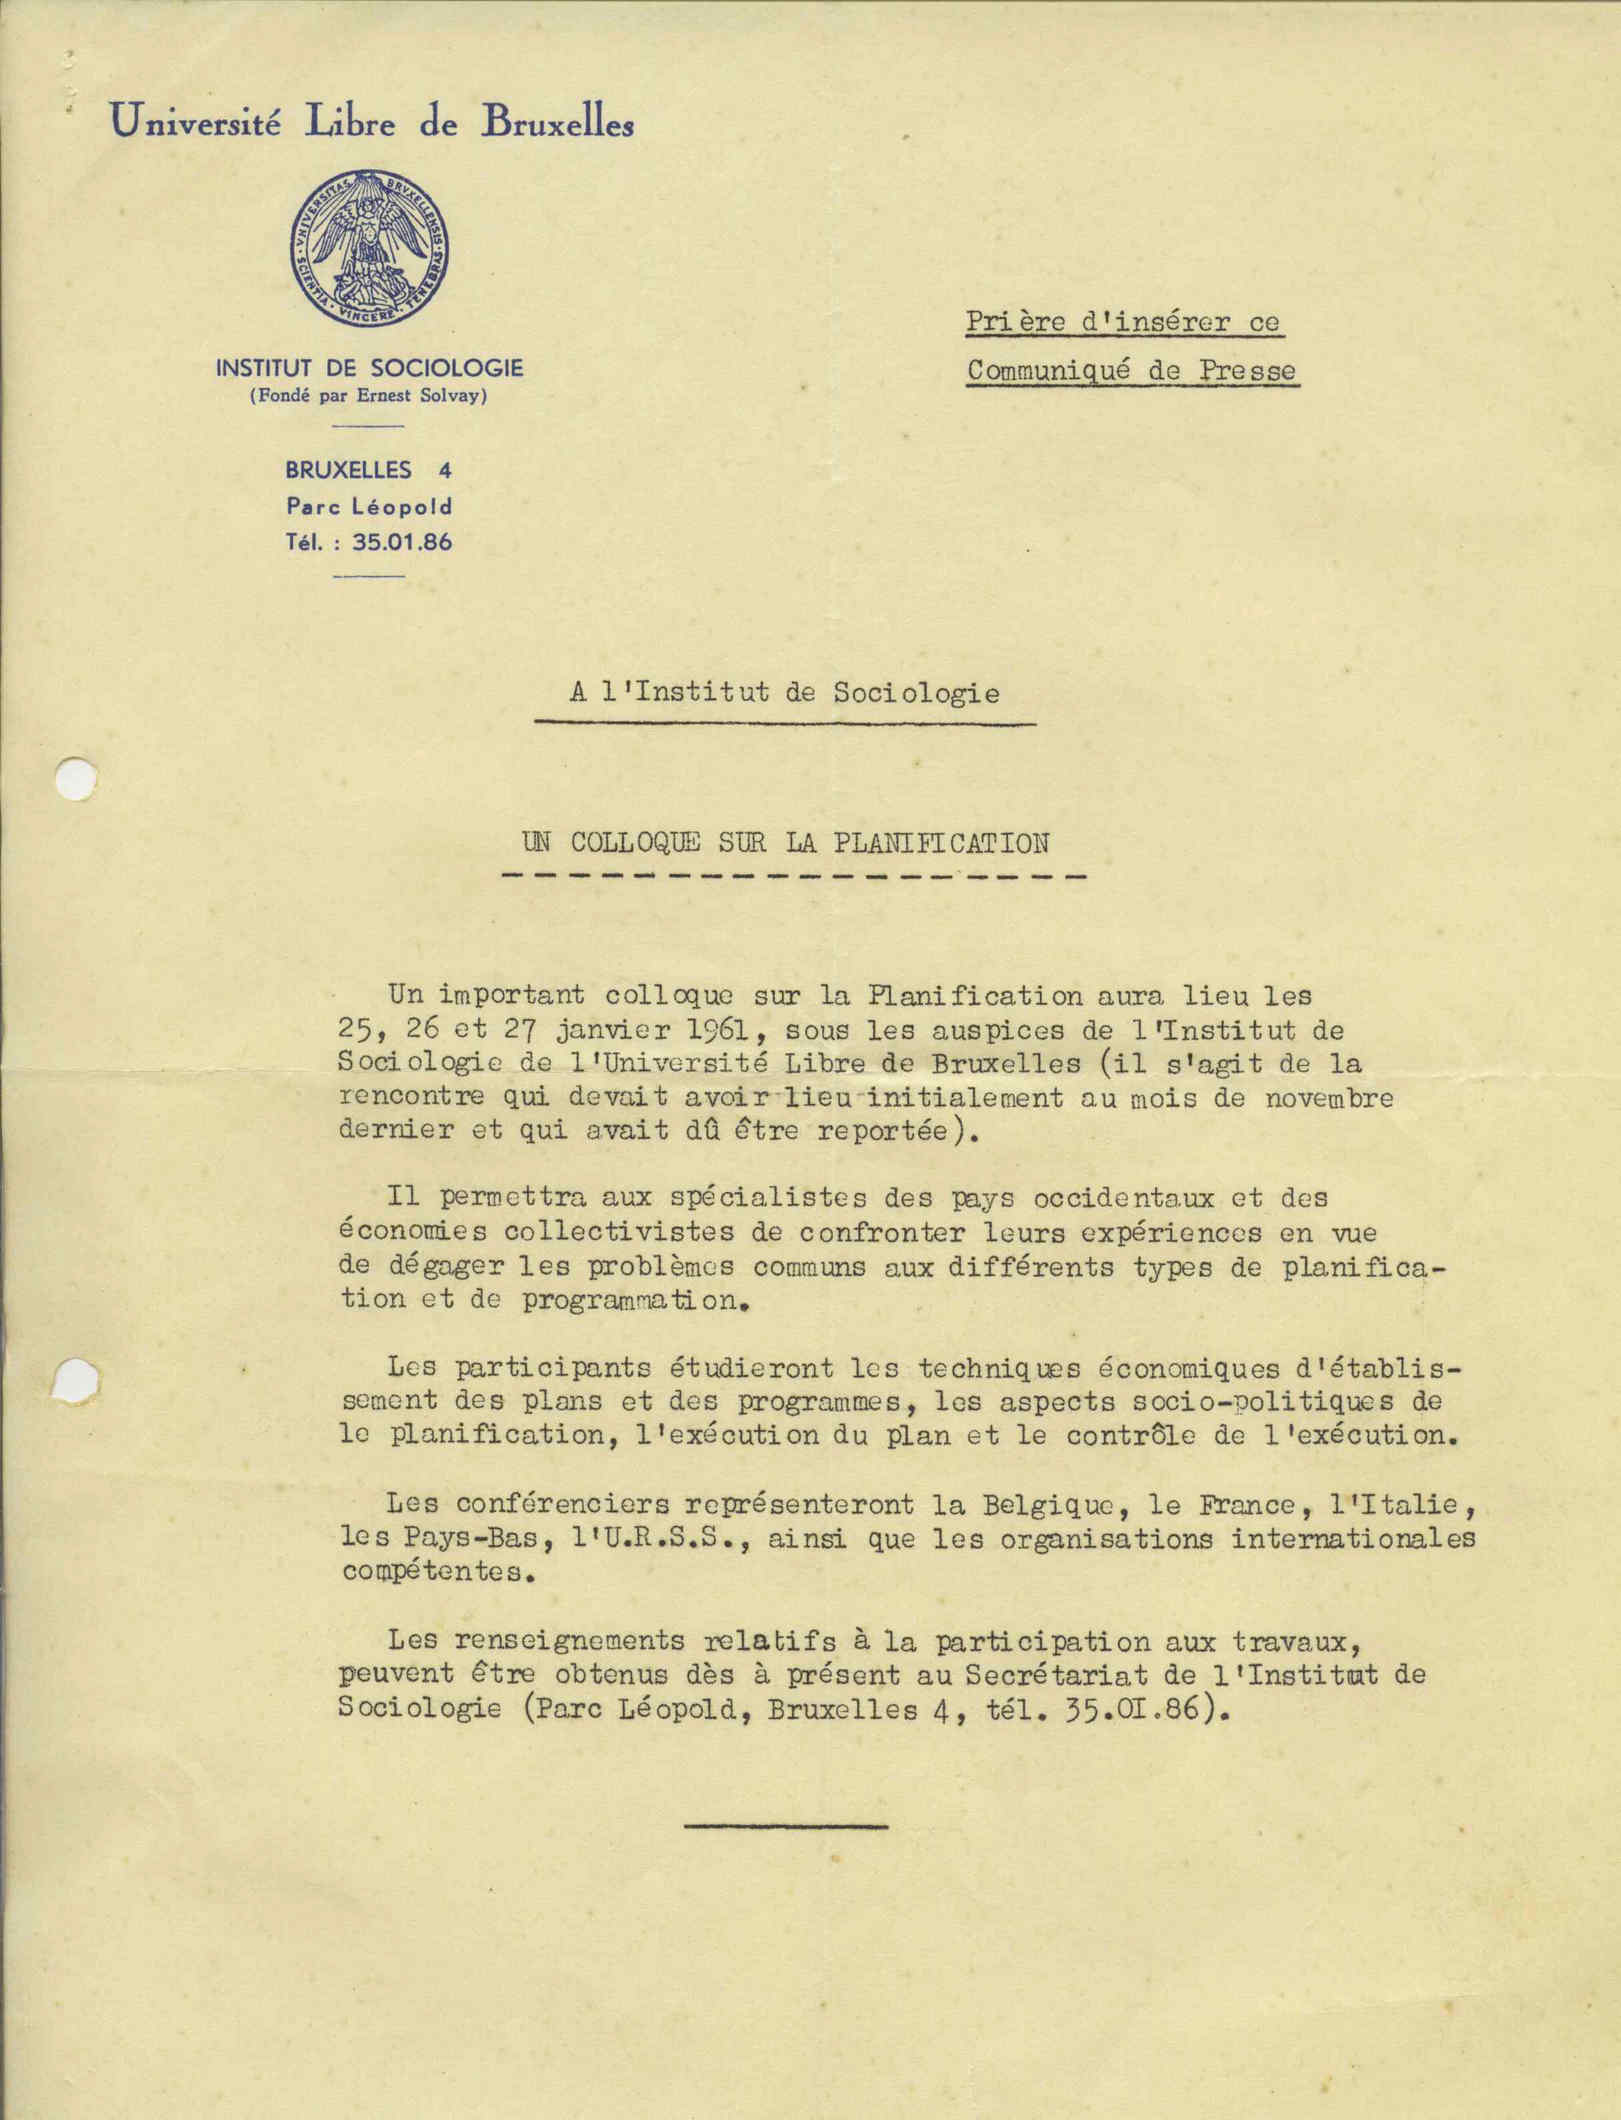 Université Libre de Bruxelles
VNIVERSITAS BRVXELLENSIS
SCIENTIA VINCERE TENEBRAS
INSTITUT DE SOCIOLOGIE
(Fondé par Ernest Solvay)
BRUXELLES 4
Parc Léopold
Tél. : 35.01.86
Prière d'insérer ce
Communiqué de Presse
A l'Institut de Sociologie
UN COLLOQUE SUR LA PLANIFICATION
Un important colloque sur la Planification aura lieu les
25, 26 et 27 janvier 1961, sous les auspices de l'Institut de
Sociologie de l'Université Libre de Bruxelles (il s'agit de la
rencontre qui devait avoir lieu initialement au mois de novembre
dernier et qui avait dû être reportée).
Il permettra aux spécialistes des pays occidentaux et des
économies collectivistes de confronter leurs expériences en vue
de dégager les problèmes communs aux différents types de planifica-
tion et de programmation.
Les participants étudieront les techniques économiques d'établis-
sement des plans et des programmes, les aspects socio-politiques de
le planification, l'exécution du plan et le contrôle de l'exécution.
Les conférenciers représenteront la Belgique, le France, l'Italie,
les Pays-Bas, l'U.R.S.S., ainsi que les organisations internationales
compétentes.
Les renseignements relatifs à la participation aux travaux,
peuvent être obtenus dès à présent au Secrétariat de l'Institut de
Sociologie (Parc Léopold, Bruxelles 4, tél. 35.OI.86).